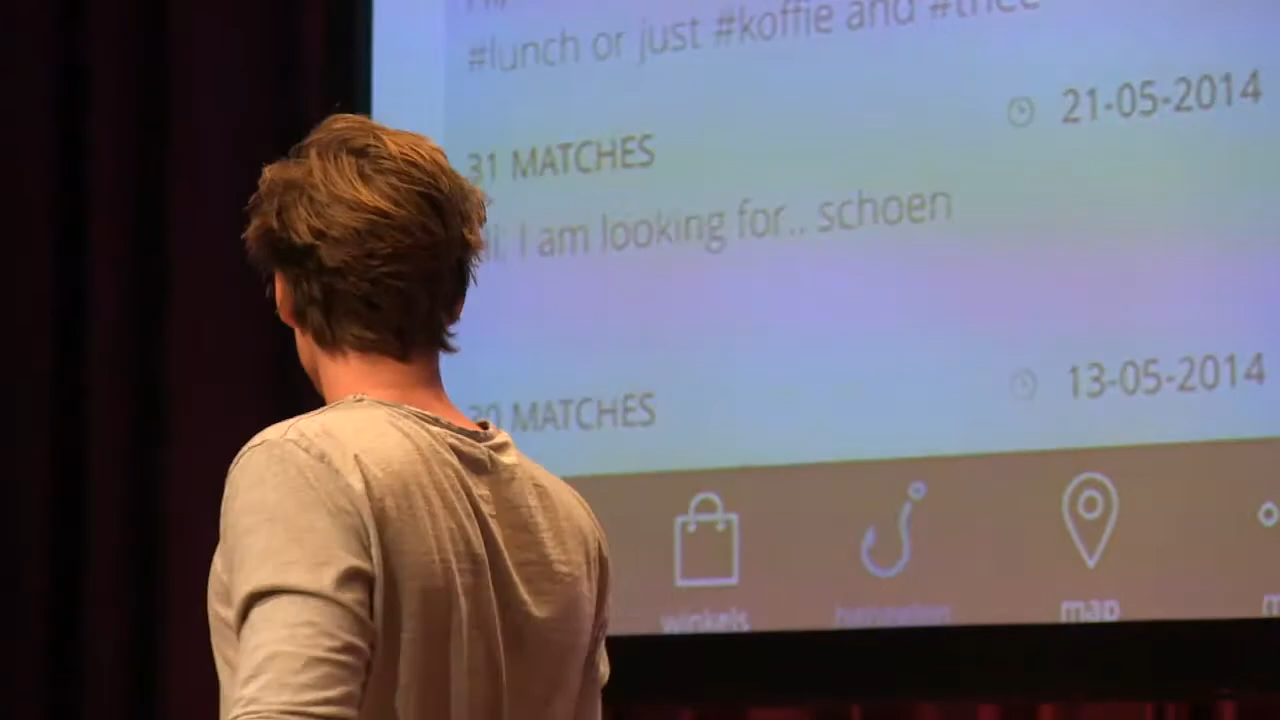 #lunch or just #koffie and #thee
21-05-2014
31 MATCHES
I am looking for.. schoen
13-05-2014
30 MATCHES
winkels
map